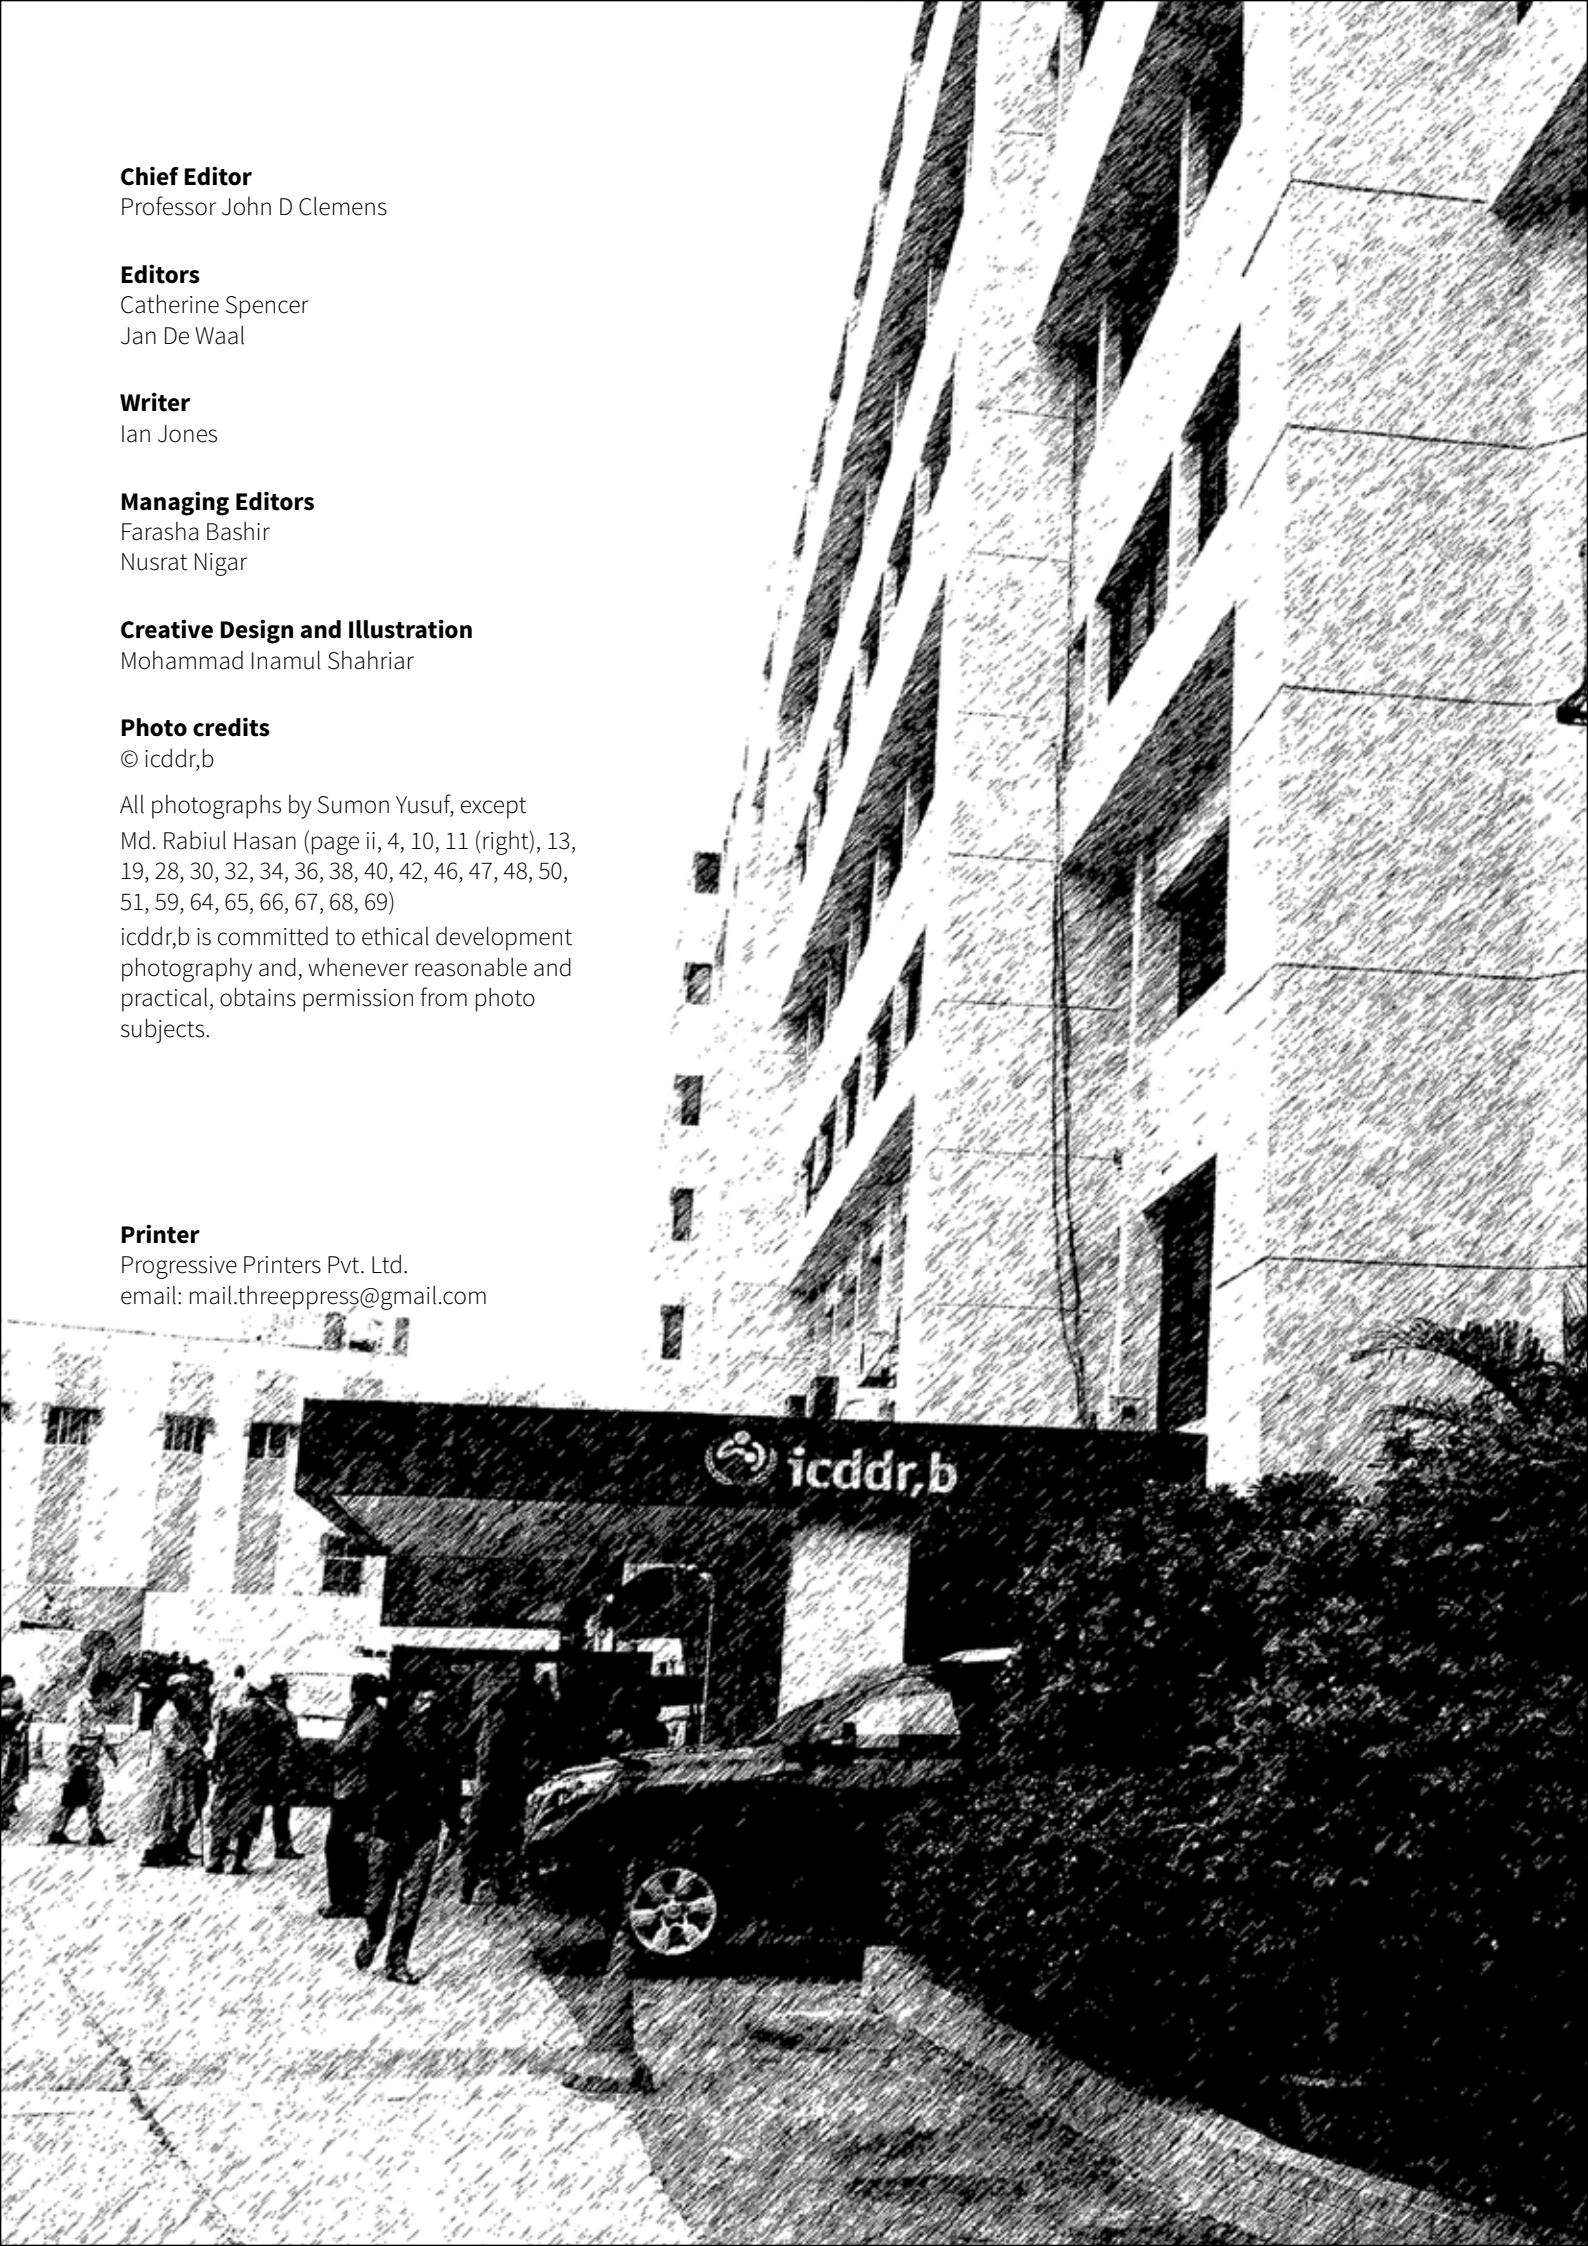 Chief Editor
Professor John D Clemens
Editors
Catherine Spencer
Jan De Waal
Writer
Ian Jones
Managing Editors
Farasha Bashir
Nusrat Nigar
Creative Design and Illustration
Mohammad Inamul Shahriar
Photo credits
© icddr,b
All photographs by Sumon Yusuf, except
Md. Rabiul Hasan (page ii, 4, 10, 11 (right), 13,
19, 28, 30, 32, 34, 36, 38, 40, 42, 46, 47, 48, 50,
51, 59, 64, 65, 66, 67, 68, 69)
icddr,b is committed to ethical development
photography and, whenever reasonable and
practical, obtains permission from photo
subjects.
Printer
Progressive Printers Pvt. Ltd.
email: mail.threeppress@gmail.com
icddr,b